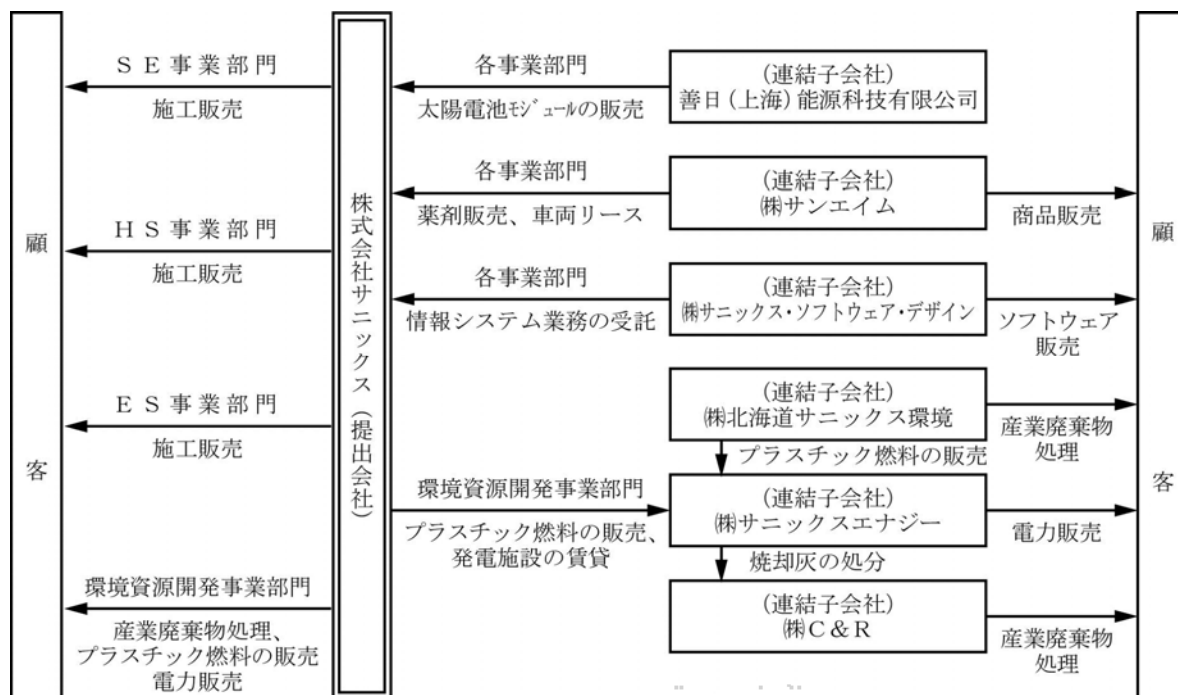 顧客
ＳＥ事業部門
施工販売
ＨＳ事業部門
施工販売
ＥＳ事業部門
施工販売
環境資源開発事業部門
産業廃棄物処理、
プラスチック燃料の販売
電力販売
株式会社サニックス（提出会社）
各事業部門
太陽電池ﾓｼﾞｭｰﾙの販売
各事業部門
薬剤販売、車両リース
各事業部門
情報システム業務の受託
環境資源開発事業部門
プラスチック燃料の販売、
発電施設の賃貸
（連結子会社）
善日（上海）能源科技有限公司
（連結子会社）
㈱サンエイム
商品販売
（連結子会社）
㈱サニックス・ソフトウェア・デザイン
ソフトウェア
販売
（連結子会社）
㈱北海道サニックス環境
産業廃棄物
処理
プラスチック燃料の販売
（連結子会社）
㈱サニックスエナジー
電力販売
焼却灰の処分
（連結子会社）
㈱Ｃ＆Ｒ
産業廃棄物
処理
顧客